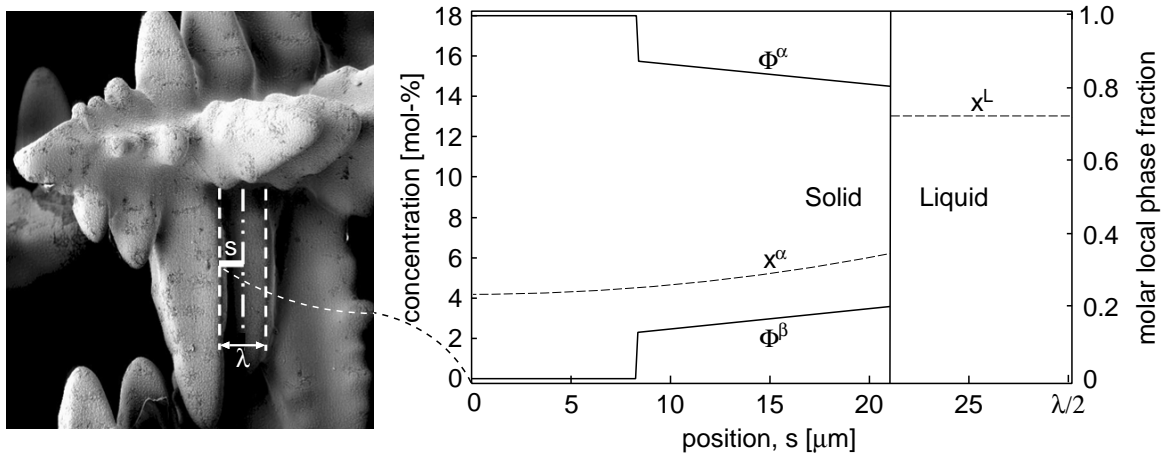 s
λ
concentration [mol-%]
18
16
14
12
10
8
6
4
2
0
Φ^α
x^L
Solid
Liquid
x^α
Φ^β
1.0
0.8
0.6
0.4
0.2
0
molar local phase fraction
0
5
10
15
20
25
λ/2
position, s [μm]